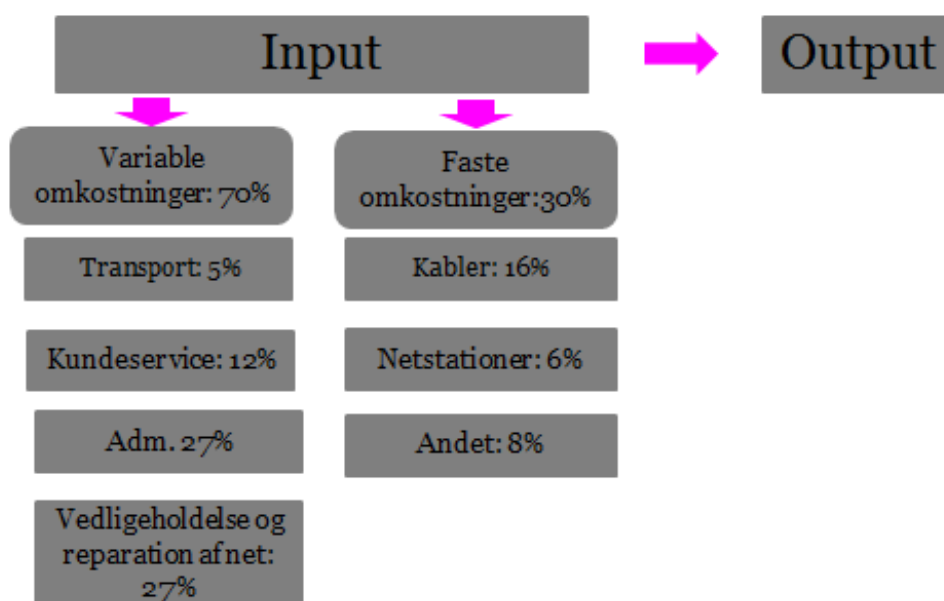 Input
Output
Variable
omkostninger: 70%
Faste
omkostninger:30%
Transport: 5%
Kabler: 16%
Kundeservice: 12%
Netstationer: 6%
Adm. 27%
Andet: 8%
Vedligeholdelse og
reparation af net:
27%